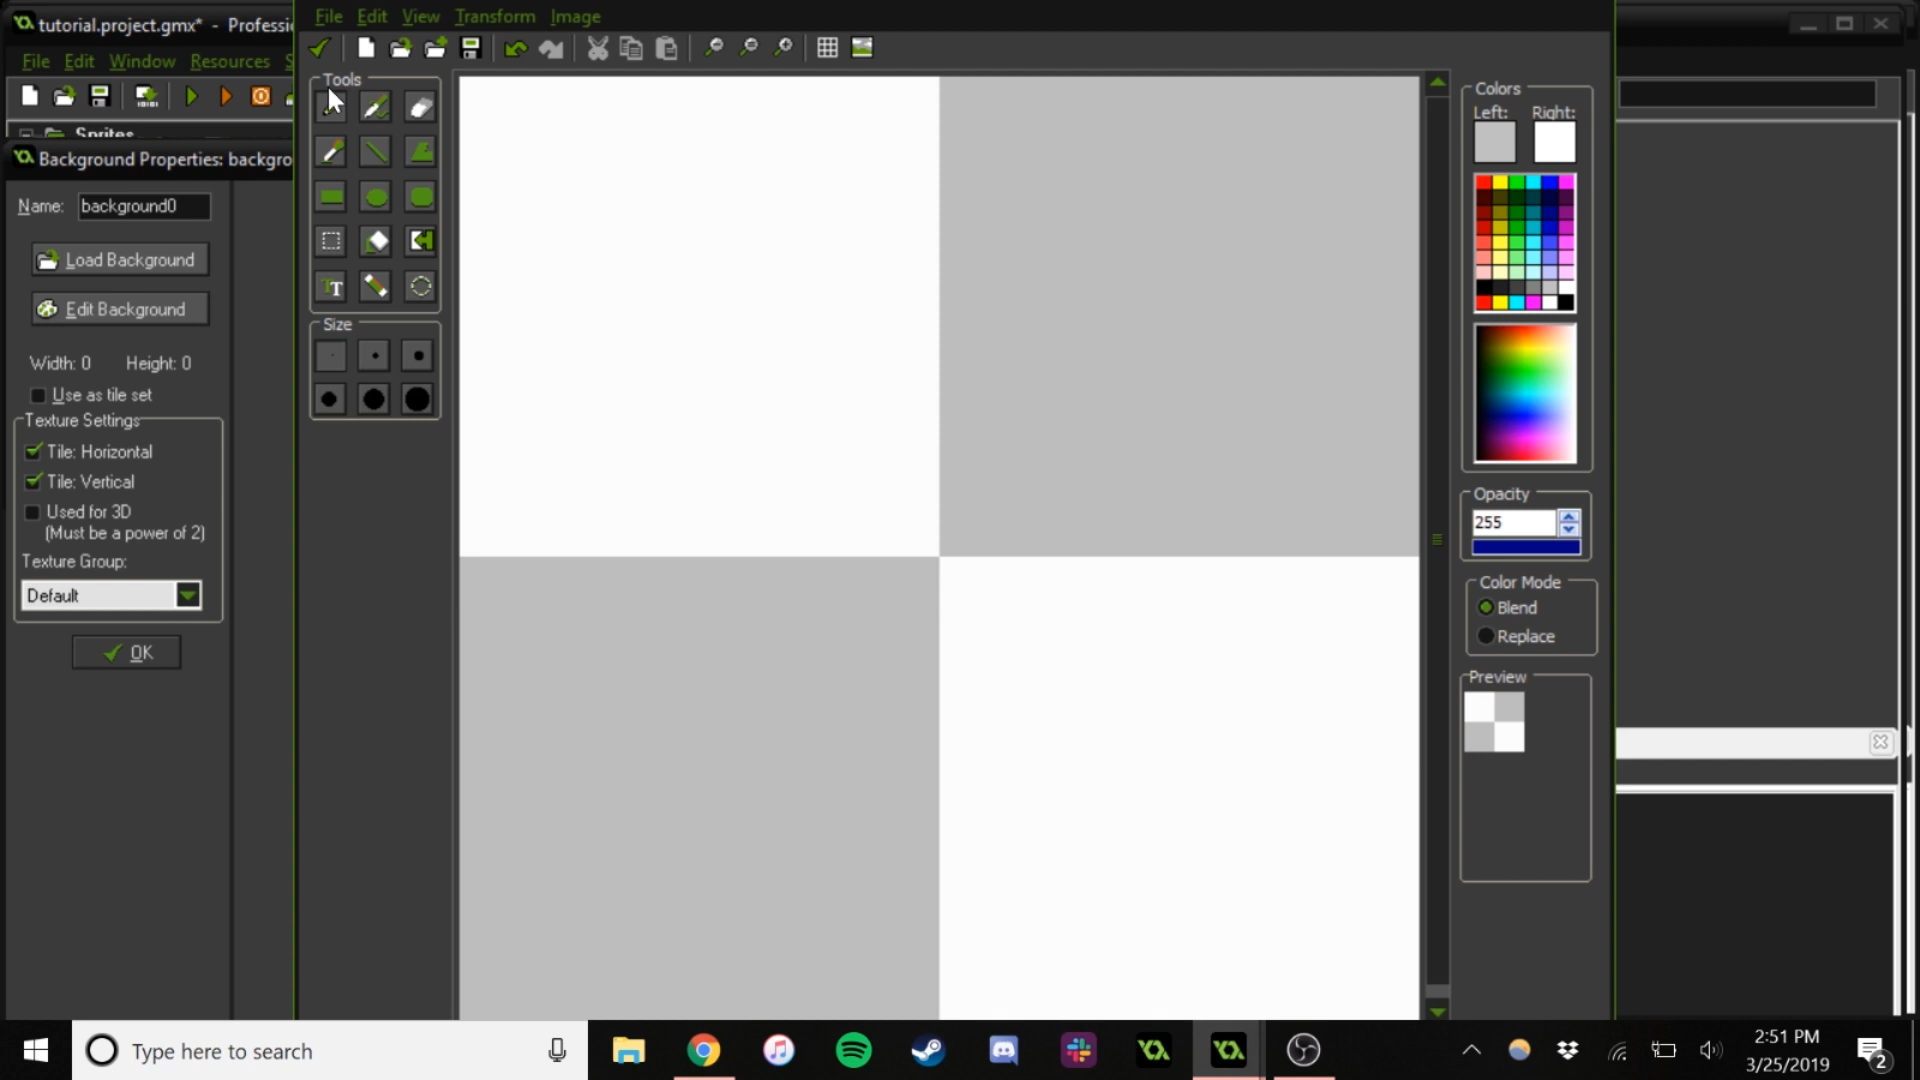 tutorial.project.gmx* - Professi
File Edit Window Resources S
Sprites
Background Properties: backgro
Name: background0
Load Background
Edit Background
Width: 0 Height: 0
Use as tile set
Texture Settings
Tile: Horizontal
Tile: Vertical
Used for 3D
(Must be a power of 2)
Texture Group:
Default
OK
File Edit View Transform Image
Tools
TT
Size
Colors
Left: Right:
Opacity
255
Color Mode
Blend
Replace
Preview
Type here to search
2:51 PM
3/25/2019
2